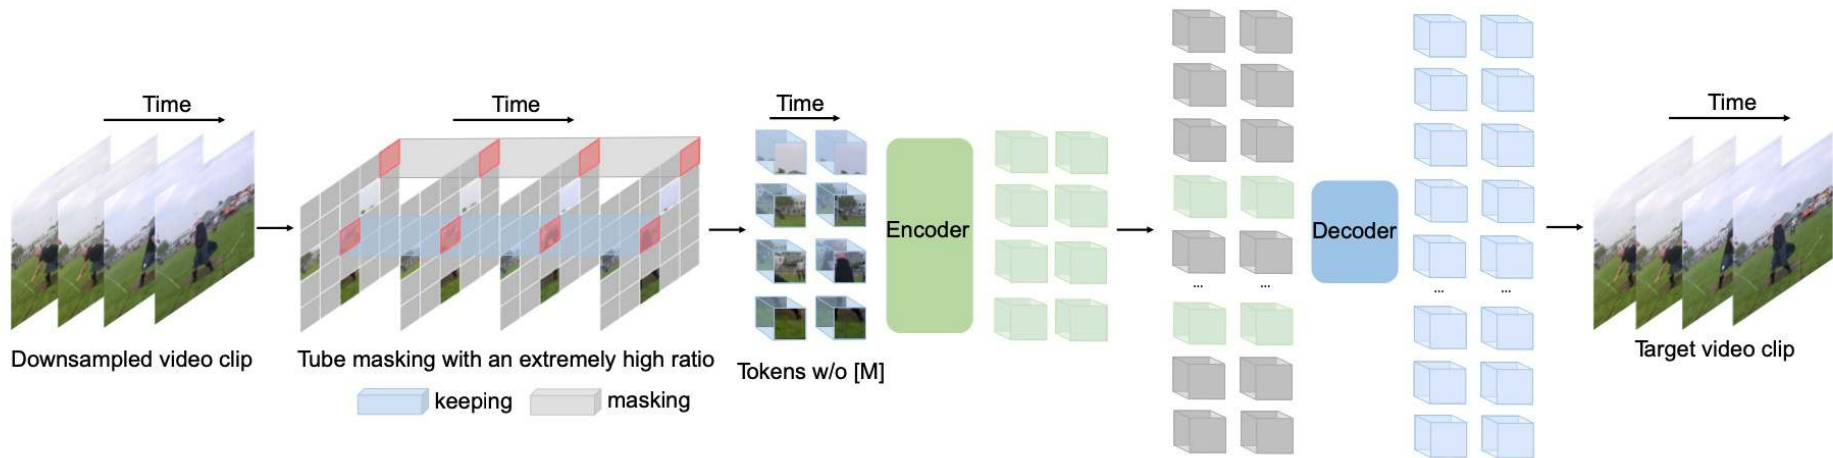 Time
Time
Time
Time
Encoder
Decoder
...
...
...
...
Downsampled video clip
Tube masking with an extremely high ratio
Tokens w/o [M]
Target video clip
keeping
masking